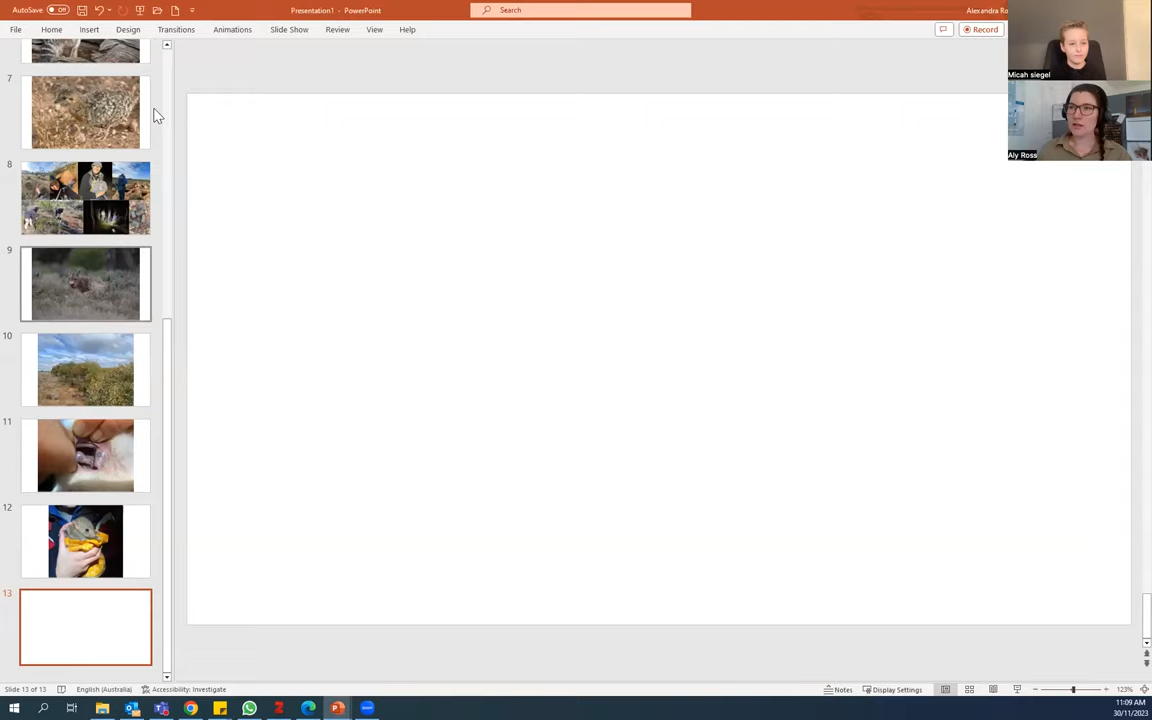 AutoSave Off
Presentation1 - PowerPoint
Search
File Home Insert Design Transitions Animations Slide Show Review View Help
Record
Micah siegel
Aly Ross
7
8
9
10
11
12
13
Slide 13 of 13 English (Australia) Accessibility: Investigate
Notes Display Settings 123%
11:09 AM
30/11/2023